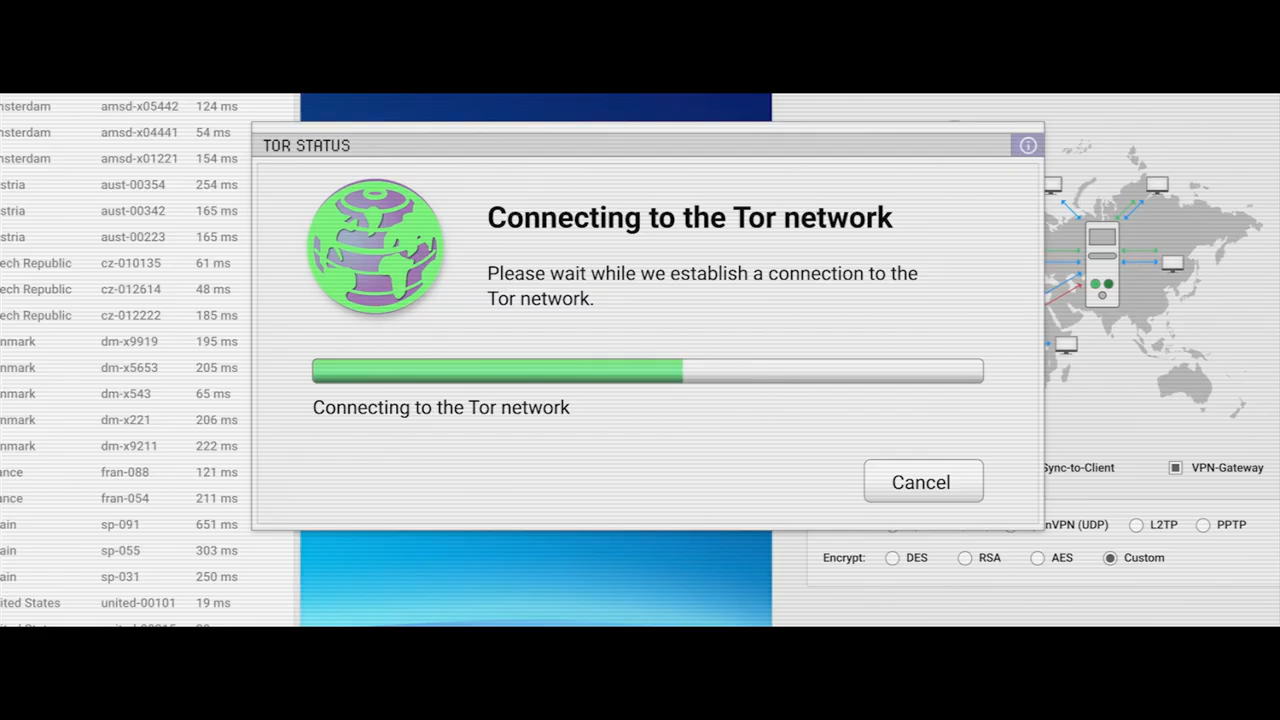 TOR STATUS
Connecting to the Tor network
Please wait while we establish a connection to the
Tor network.
Connecting to the Tor network
Cancel
nsterdam amsd-x05442 124 ms
nsterdam amsd-x04441 54 ms
nsterdam amsd-x01221 154 ms
stria aust-00354 254 ms
stria aust-00342 165 ms
stria aust-00223 165 ms
ech Republic cz-010135 61 ms
ech Republic cz-012614 48 ms
ech Republic cz-012222 185 ms
nmark dm-x9919 195 ms
nmark dm-x5653 205 ms
nmark dm-x543 65 ms
nmark dm-x221 206 ms
nmark dm-x9211 222 ms
ance fran-088 121 ms
ance fran-054 211 ms
ain sp-091 651 ms
ain sp-055 303 ms
ain sp-031 250 ms
ited States united-00101 19 ms
Sync-to-Client VPN-Gateway
nVPN (UDP) L2TP PPTP
Encrypt: DES RSA AES Custom